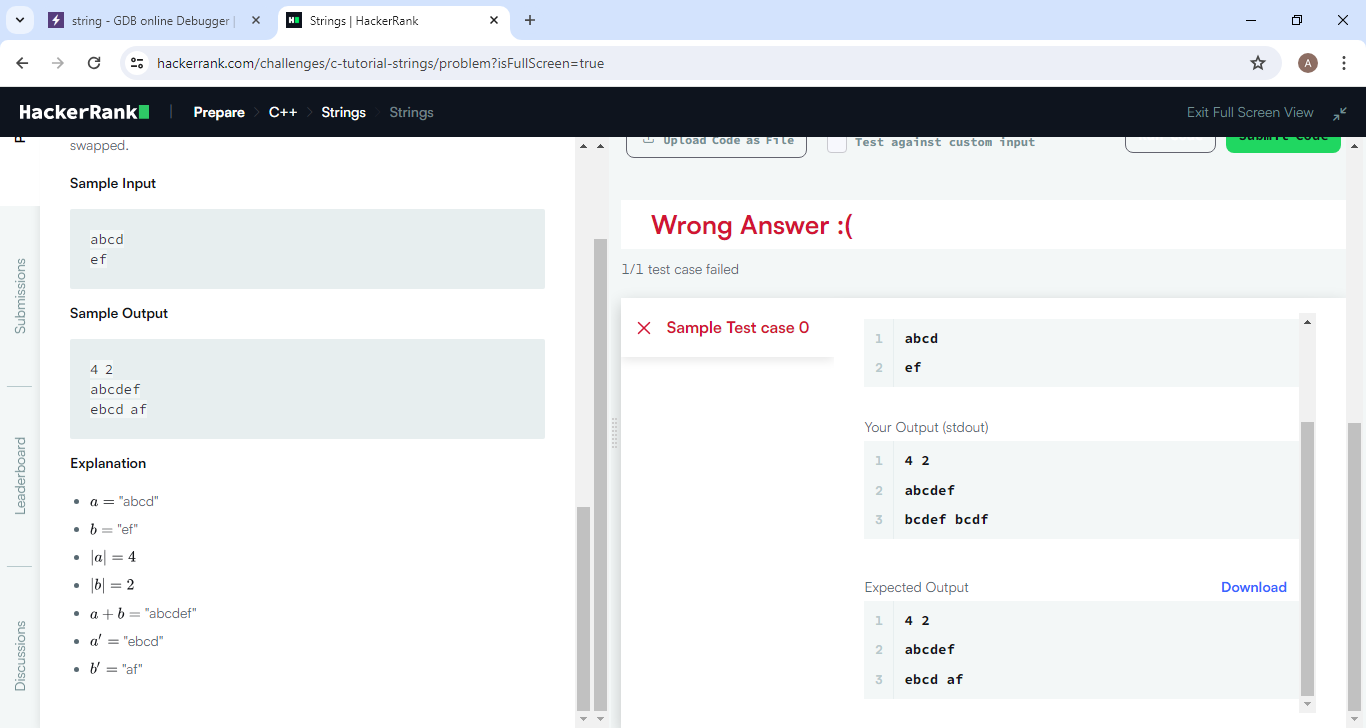 string - GDB online Debugger |
Strings | HackerRank
hackerrank.com/challenges/c-tutorial-strings/problem?isFullScreen=true
A
HackerRank
Prepare
C++
Strings
Strings
Exit Full Screen View
Submissions
Leaderboard
Discussions
swapped.
Sample Input
abcd
ef
Sample Output
4 2
abcdef
ebcd af
Explanation
a = "abcd"
b = "ef"
|a| = 4
|b| = 2
a + b = "abcdef"
a′ = "ebcd"
b′ = "af"
Upload Code as File
Test against custom input
Submit Code
Wrong Answer :(
1/1 test case failed
Sample Test case 0
1 abcd
2 ef
Your Output (stdout)
1 4 2
2 abcdef
3 bcdef bcdf
Expected Output
Download
1 4 2
2 abcdef
3 ebcd af